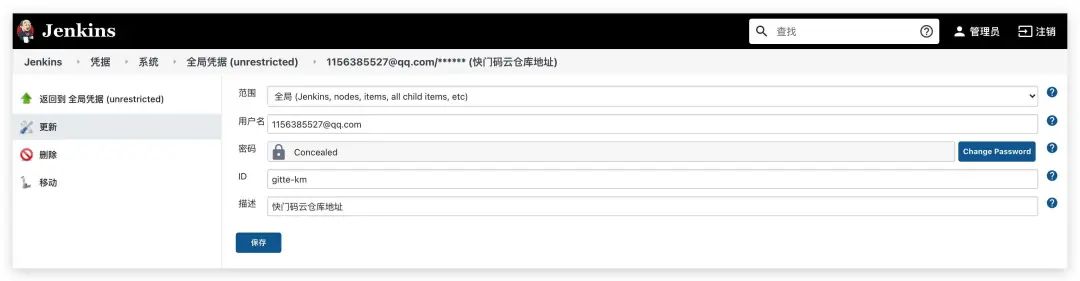 Jenkins
查找
管理员
注销
Jenkins 凭据 系统 全局凭据 (unrestricted) 1156385527@qq.com/****** (快门码云仓库地址)
返回到 全局凭据 (unrestricted)
更新
删除
移动
范围 全局 (Jenkins, nodes, items, all child items, etc)
用户名 1156385527@qq.com
密码 Concealed Change Password
ID gitte-km
描述 快门码云仓库地址
保存